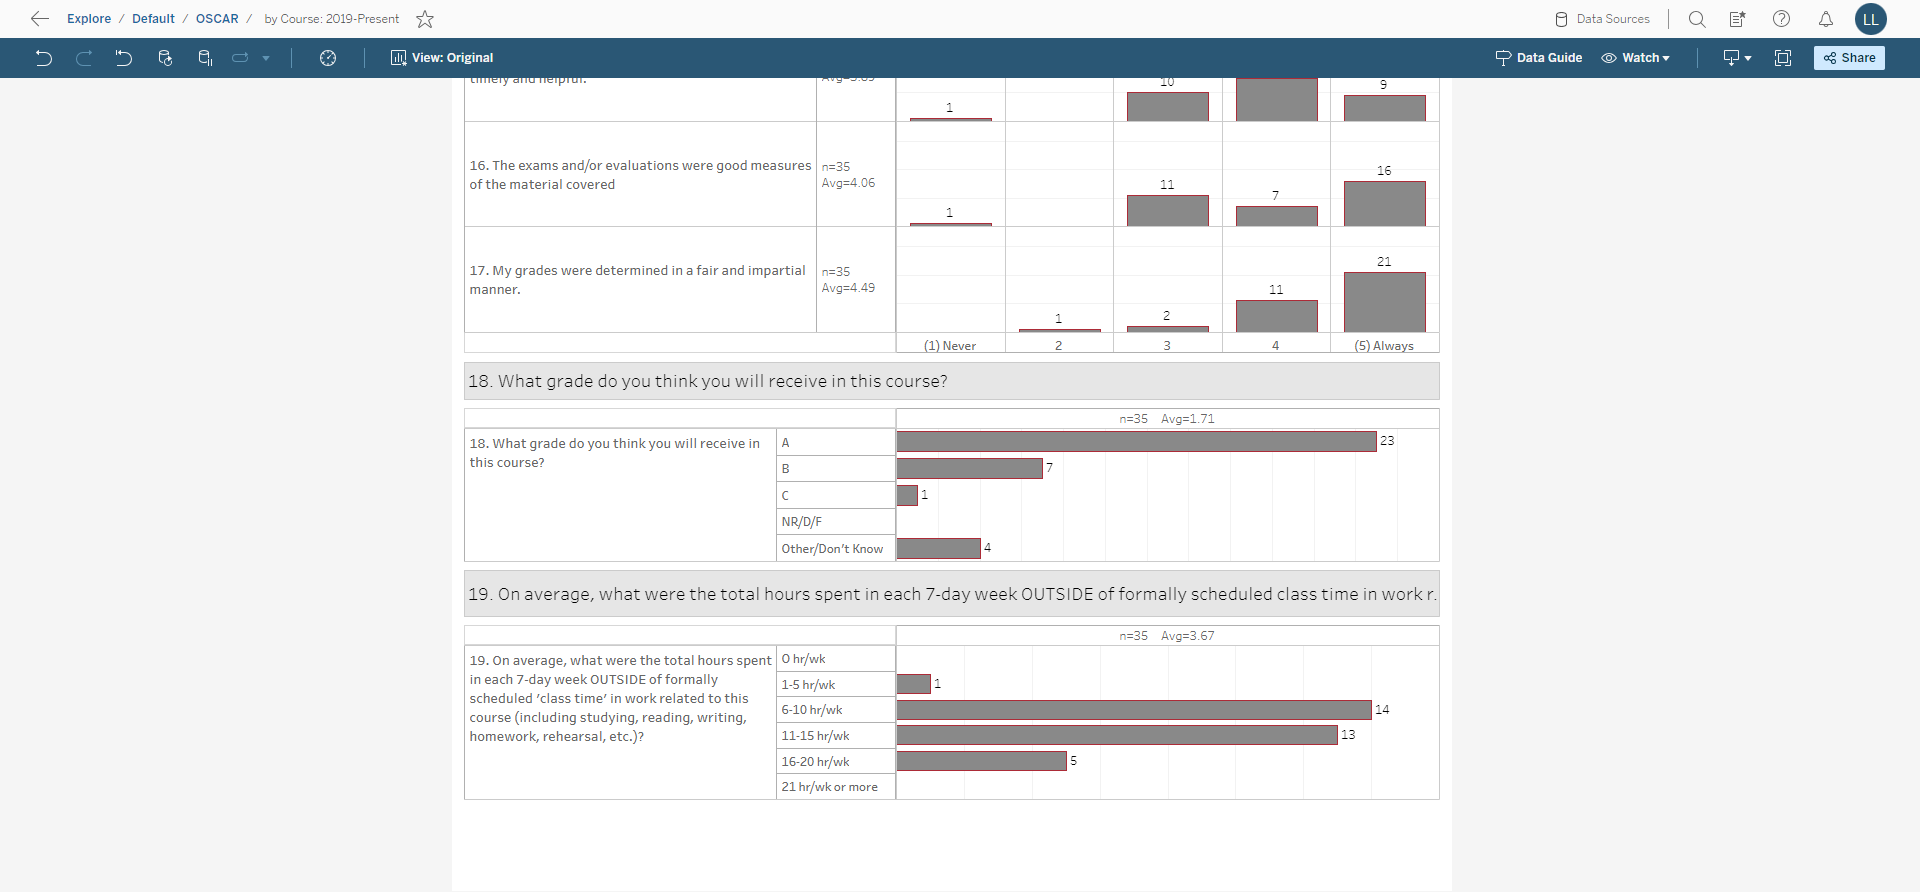 Explore / Default / OSCAR / by Course: 2019-Present
Data Sources
LL
View: Original
Data Guide
Watch
Share
timely and helpful.
10
9
1
16. The exams and/or evaluations were good measures
of the material covered
n=35
Avg=4.06
1
11
7
16
17. My grades were determined in a fair and impartial
manner.
n=35
Avg=4.49
1
2
11
21
(1) Never
2
3
4
(5) Always
18. What grade do you think you will receive in this course?
n=35 Avg=1.71
18. What grade do you think you will receive in
this course?
A
23
B
7
C
1
NR/D/F
Other/Don't Know
4
19. On average, what were the total hours spent in each 7-day week OUTSIDE of formally scheduled class time in work r.
n=35 Avg=3.67
19. On average, what were the total hours spent
in each 7-day week OUTSIDE of formally
scheduled ‘class time’ in work related to this
course (including studying, reading, writing,
homework, rehearsal, etc.)?
0 hr/wk
1-5 hr/wk
1
6-10 hr/wk
14
11-15 hr/wk
13
16-20 hr/wk
5
21 hr/wk or more